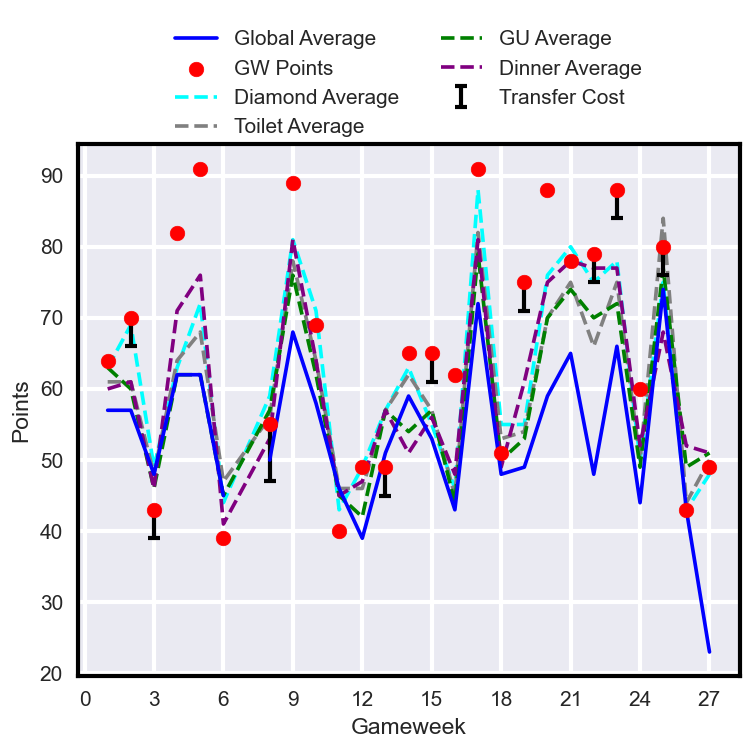 Global Average
GW Points
Diamond Average
Toilet Average
GU Average
Dinner Average
Transfer Cost
Points
90
80
70
60
50
40
30
20
0 3 6 9 12 15 18 21 24 27
Gameweek